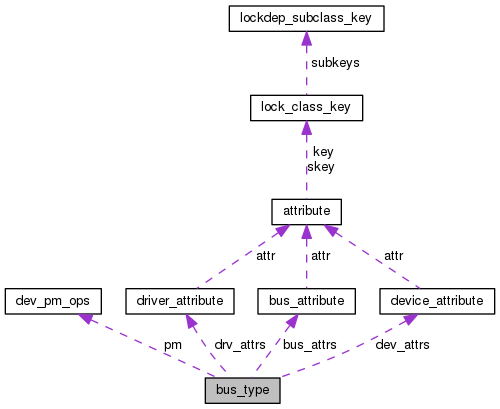 lockdep_subclass_key
subkeys
lock_class_key
key
skey
attribute
attr
attr
attr
dev_pm_ops
driver_attribute
bus_attribute
device_attribute
pm
drv_attrs
bus_attrs
dev_attrs
bus_type